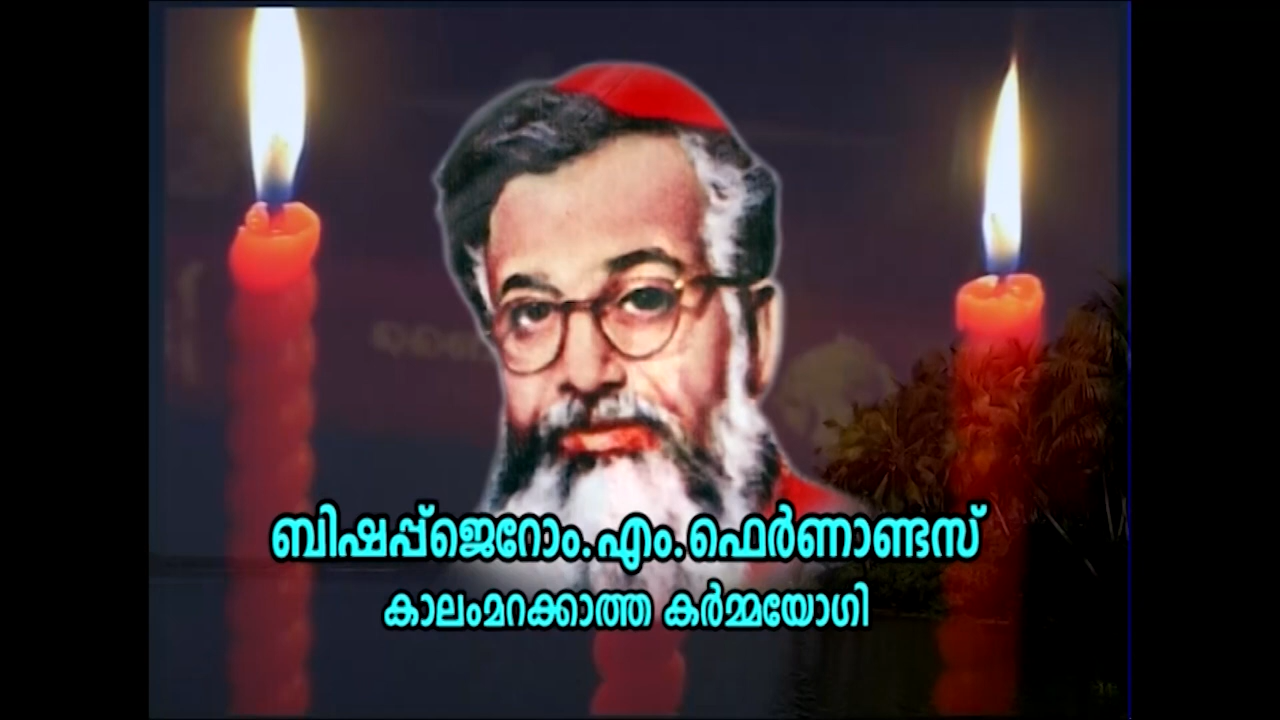 ബിഷപ്പ്ജെറോം.എം.ഫെർണാണ്ടസ്
കാലംമറക്കാത്ത കർമ്മയോഗി